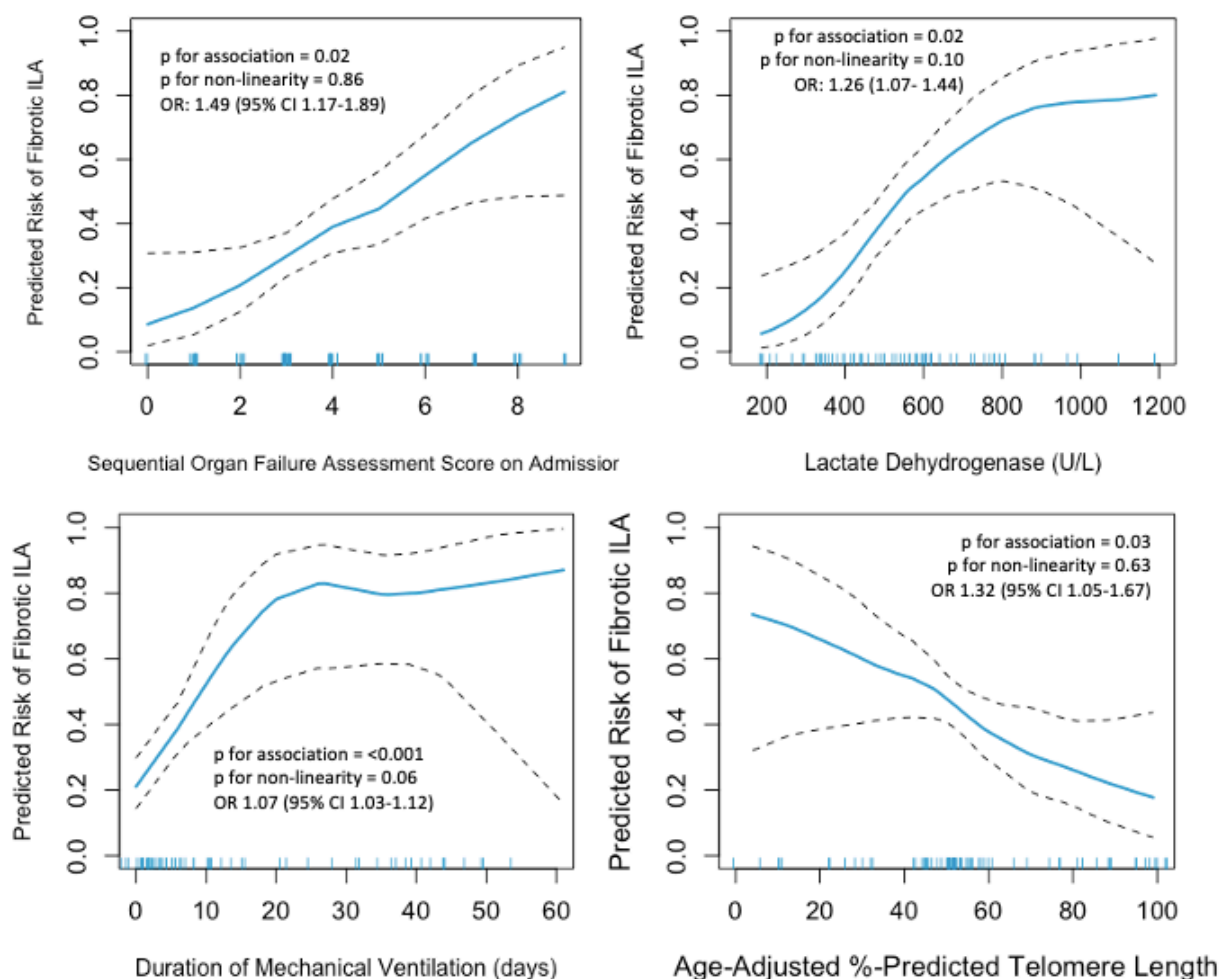 p for association = 0.02
p for non-linearity = 0.86
OR: 1.49 (95% CI 1.17-1.89)
Predicted Risk of Fibrotic ILA
0.0 0.2 0.4 0.6 0.8 1.0
0 2 4 6 8
Sequential Organ Failure Assessment Score on Admissior
p for association = 0.02
p for non-linearity = 0.10
OR: 1.26 (1.07- 1.44)
Predicted Risk of Fibrotic ILA
0.0 0.2 0.4 0.6 0.8 1.0
200 400 600 800 1000 1200
Lactate Dehydrogenase (U/L)
Predicted Risk of Fibrotic ILA
0.0 0.2 0.4 0.6 0.8 1.0
p for association = <0.001
p for non-linearity = 0.06
OR 1.07 (95% CI 1.03-1.12)
0 10 20 30 40 50 60
Duration of Mechanical Ventilation (days)
p for association = 0.03
p for non-linearity = 0.63
OR 1.32 (95% CI 1.05-1.67)
Predicted Risk of Fibrotic ILA
0.0 0.2 0.4 0.6 0.8 1.0
0 20 40 60 80 100
Age-Adjusted %-Predicted Telomere Length